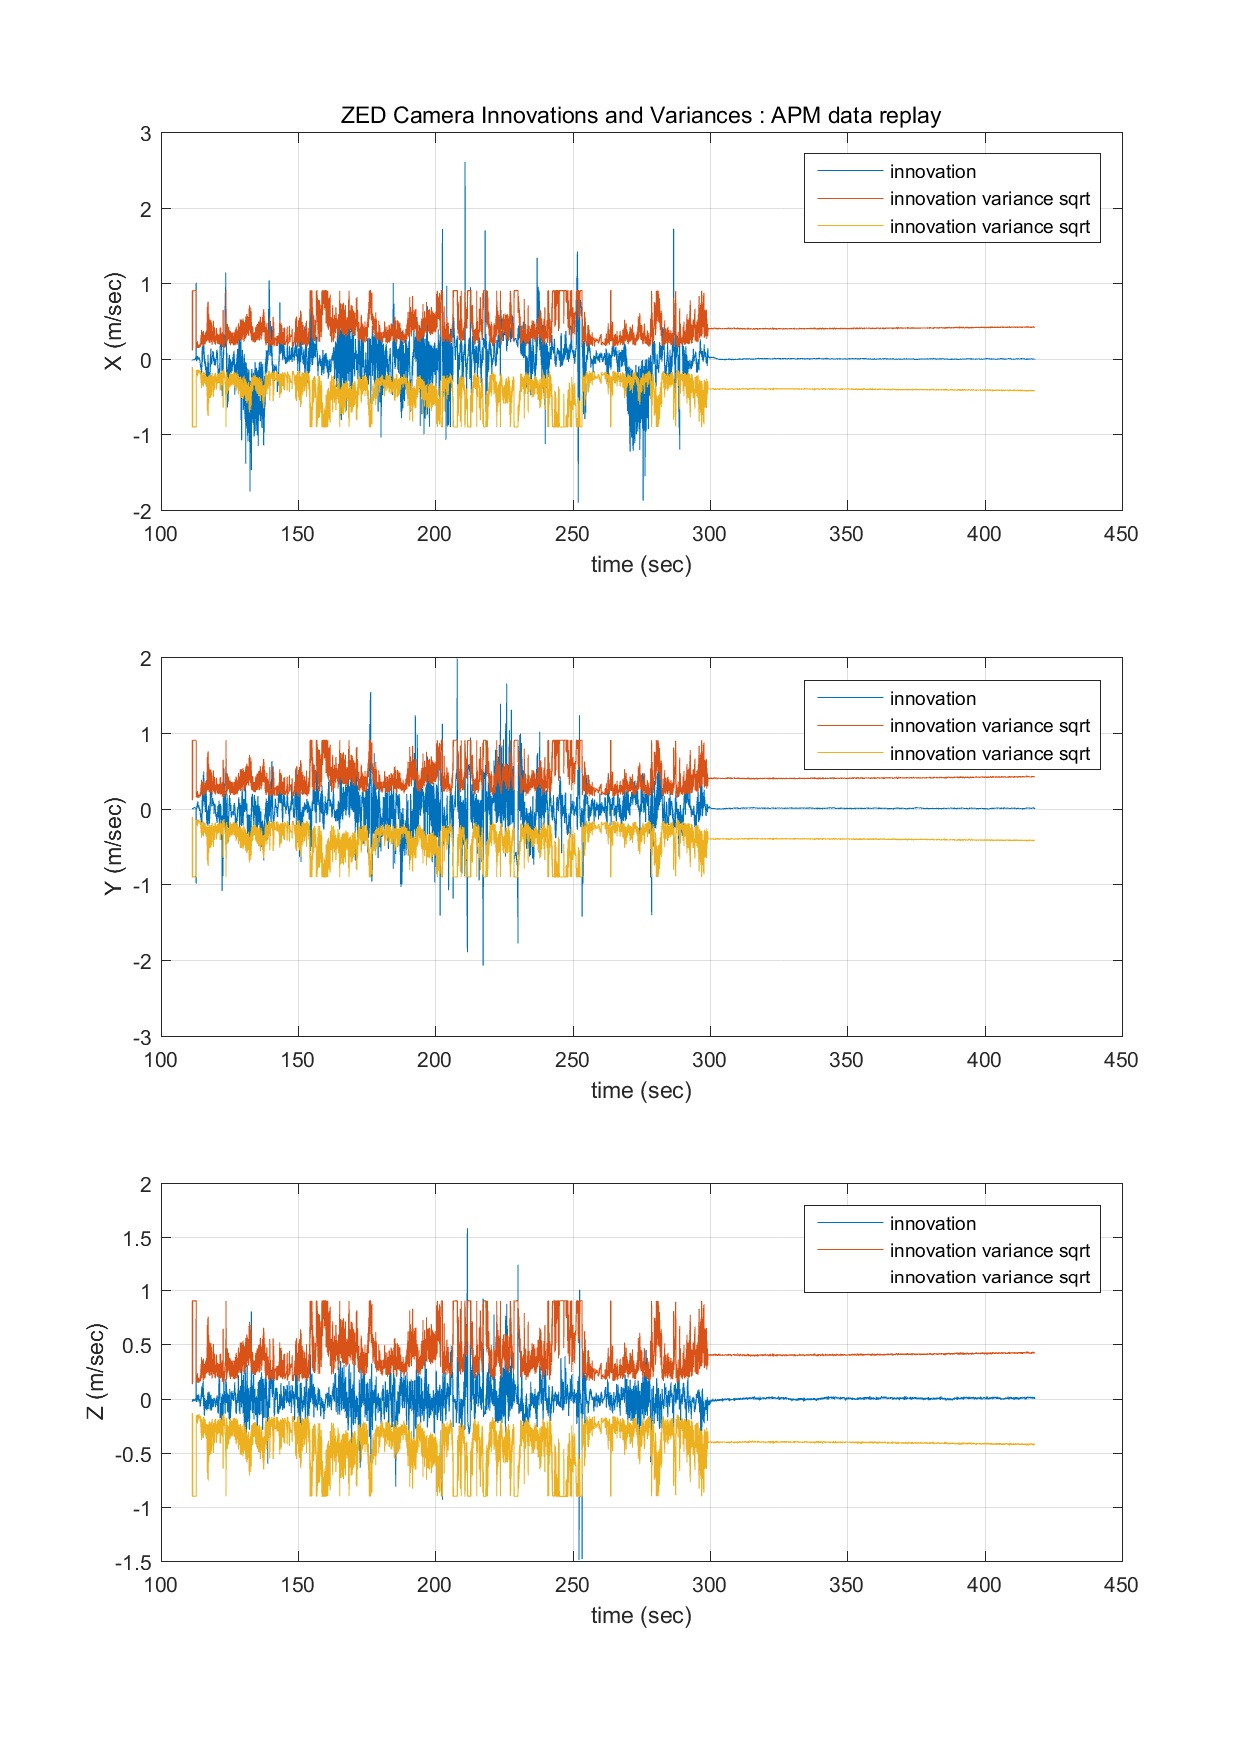 ZED Camera Innovations and Variances : APM data replay
3
2
1
0
-1
-2
X (m/sec)
innovation
innovation variance sqrt
innovation variance sqrt
100 150 200 250 300 350 400 450
time (sec)
2
1
0
-1
-2
-3
Y (m/sec)
innovation
innovation variance sqrt
innovation variance sqrt
100 150 200 250 300 350 400 450
time (sec)
2
1.5
1
0.5
0
-0.5
-1
-1.5
Z (m/sec)
innovation
innovation variance sqrt
innovation variance sqrt
100 150 200 250 300 350 400 450
time (sec)